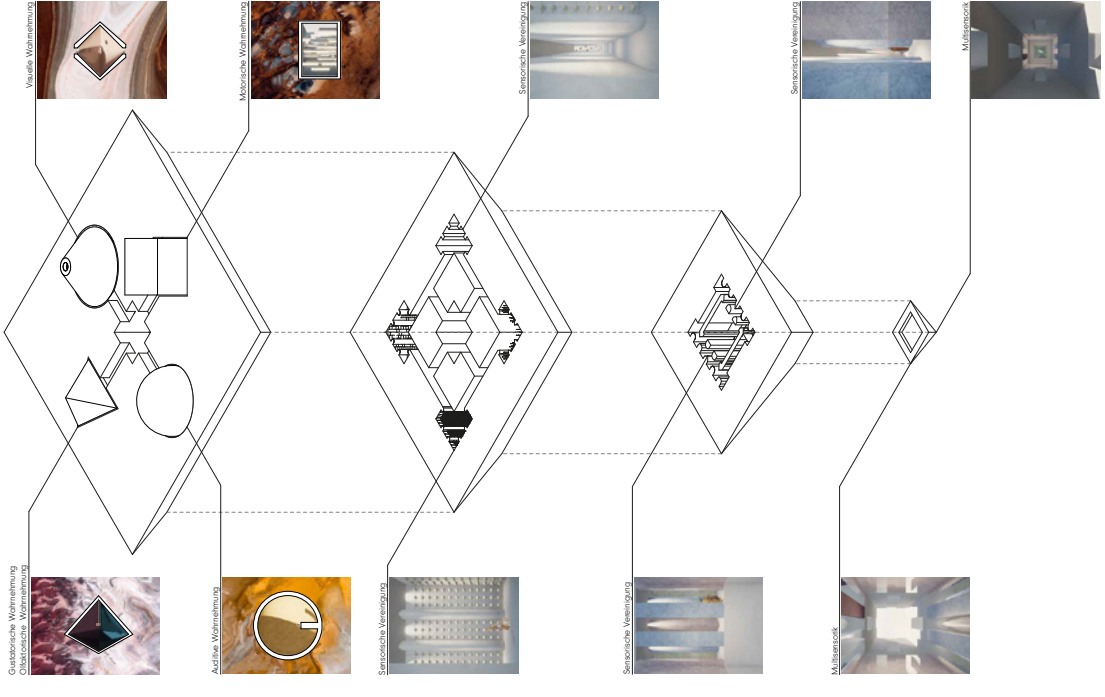 Visuelle Wahrnehmung
Motorische Wahrnehmung
Sensorische Vereinigung
Sensorische Vereinigung
Multisensorik
Gustatorische Wahrnehmung
Olfaktorische Wahrnehmung
Auditive Wahrnehmung
Sensorische Vereinigung
Sensorische Vereinigung
Multisensorik